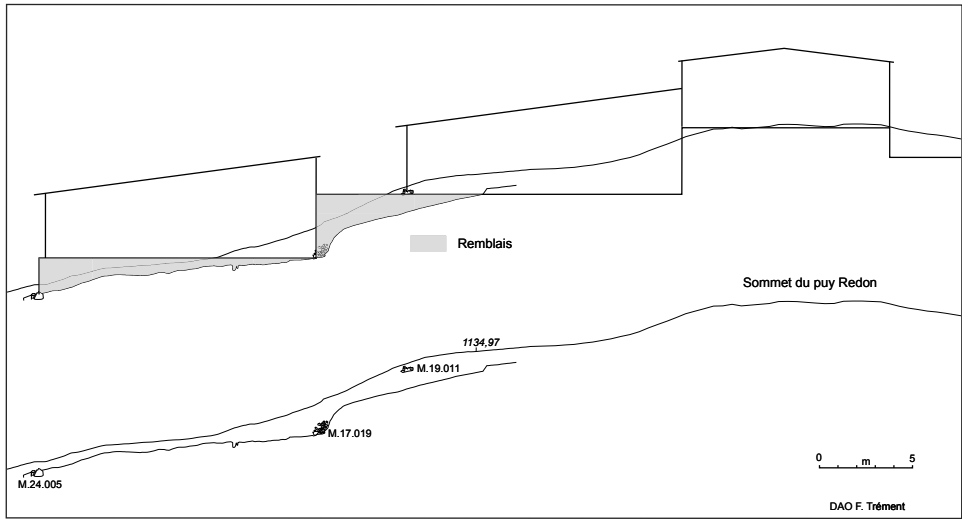 Remblais
Sommet du puy Redon
1134,97
M.19.011
M.17.019
M.24.005
0 5
m
DAO F. Trément